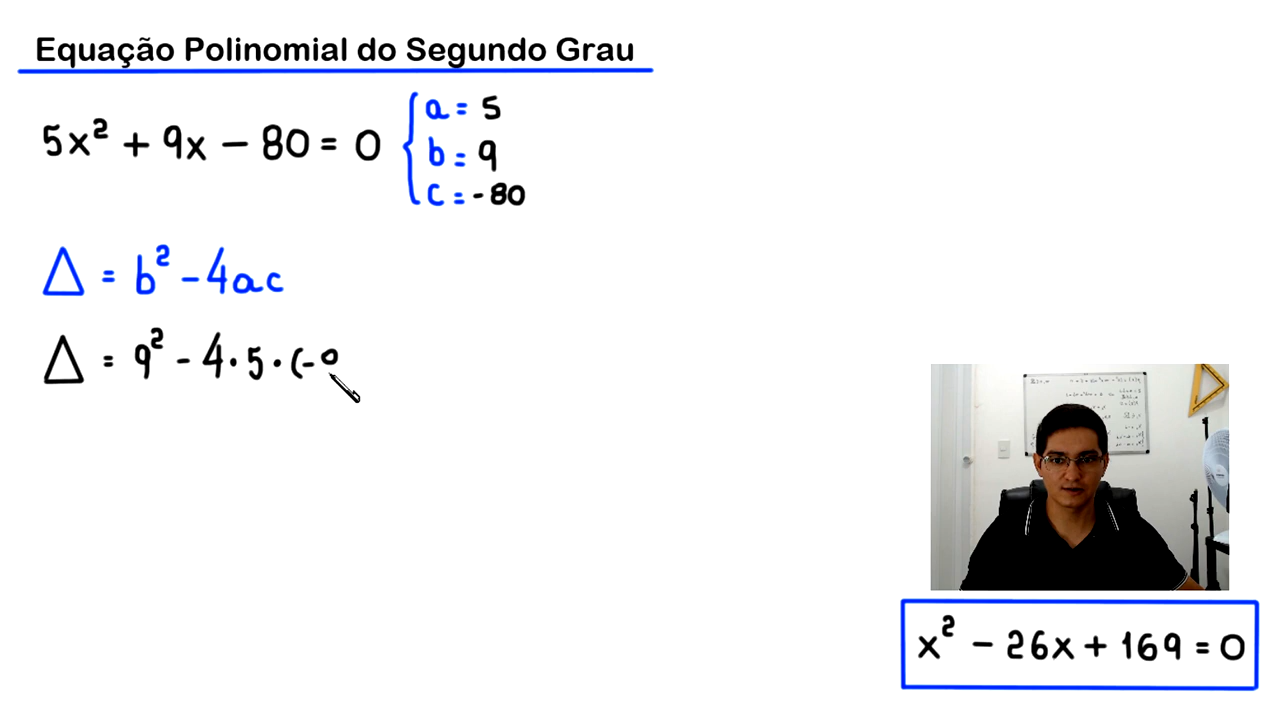 Equação Polinomial do Segundo Grau
5x² + 9x − 80 = 0
a = 5
b = 9
c = -80
Δ = b² - 4ac
Δ = 9² - 4 · 5 · (-
x² − 26x + 169 = 0